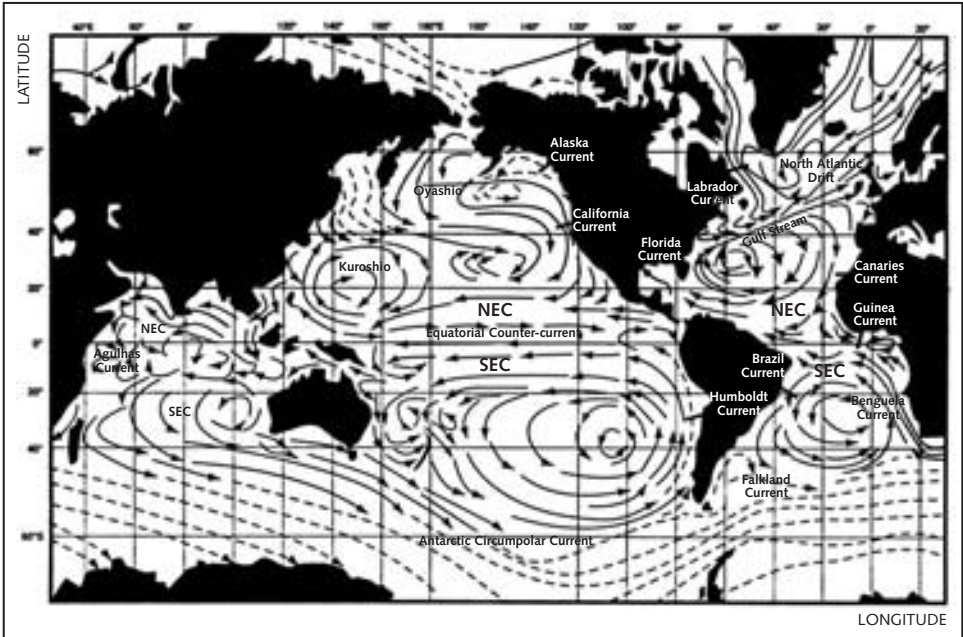 LATITUDE
Alaska
Current
North Atlantic
Drift
Oyashio
Labrador
Current
California
Current
Gulf Stream
Florida
Current
Kuroshio
Canaries
Current
NEC
NEC
Guinea
Current
NEC
Equatorial Counter-current
Agulhas
Current
SEC
Brazil
Current
SEC
Humboldt
Current
Benguela
Current
SEC
Falkland
Current
Antarctic Circumpolar Current
LONGITUDE